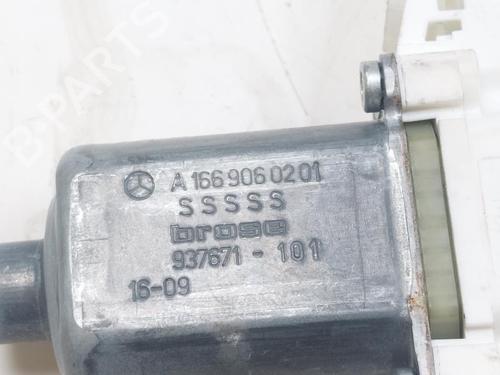 A 166 906 02 01
SSSSS
brose
937671 - 101
16-09
B-PARTS